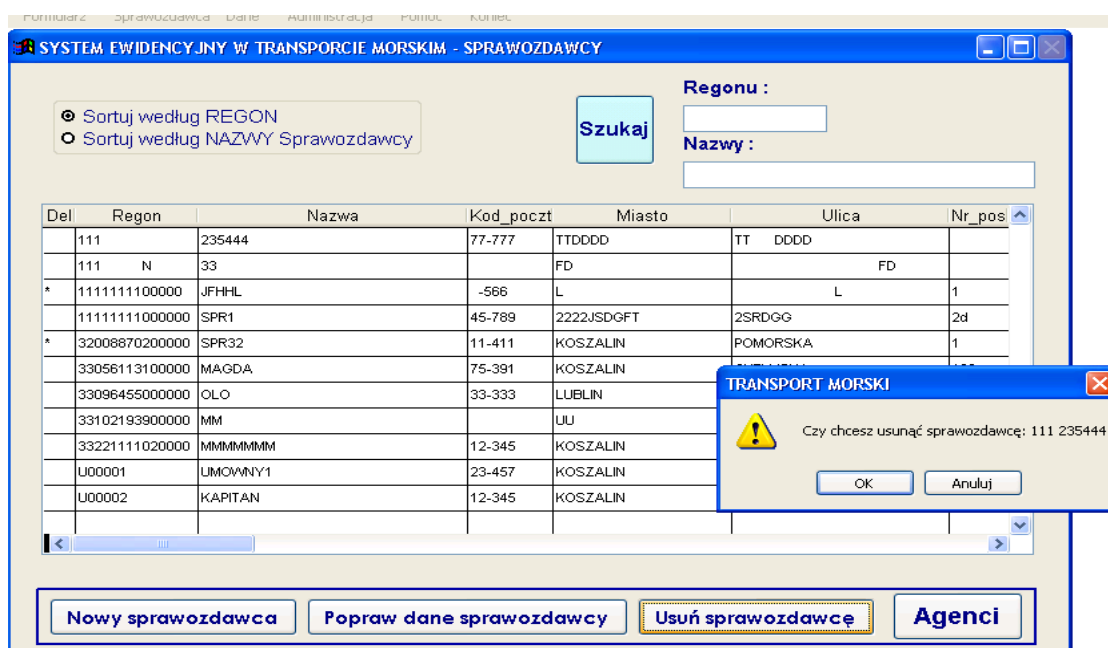 Formularz Sprawozdawca Dane Administracja Pomoc Koniec
SYSTEM EWIDENCYJNY W TRANSPORCIE MORSKIM - SPRAWOZDAWCY
Regonu :
Sortuj według REGON
Sortuj według NAZWY Sprawozdawcy
Szukaj
Nazwy :
Del Regon Nazwa Kod_poczt Miasto Ulica Nr_pos
111 235444 77-777 TTDDDD TT DDDD
111 N 33 FD FD
* 1111111100000 JFHHL -566 L L 1
11111111000000 SPR1 45-789 2222JSDGFT 2SRDGG 2d
* 32008870200000 SPR32 11-411 KOSZALIN POMORSKA 1
33056113100000 MAGDA 75-391 KOSZALIN
33096455000000 OLO 33-333 LUBLIN
33102193900000 MM UU
33221111020000 MMMMMMM 12-345 KOSZALIN
U00001 UMOWNY1 23-457 KOSZALIN
U00002 KAPITAN 12-345 KOSZALIN
TRANSPORT MORSKI
Czy chcesz usunąć sprawozdawcę: 111 235444
OK Anuluj
Nowy sprawozdawca Popraw dane sprawozdawcy Usuń sprawozdawcę Agenci